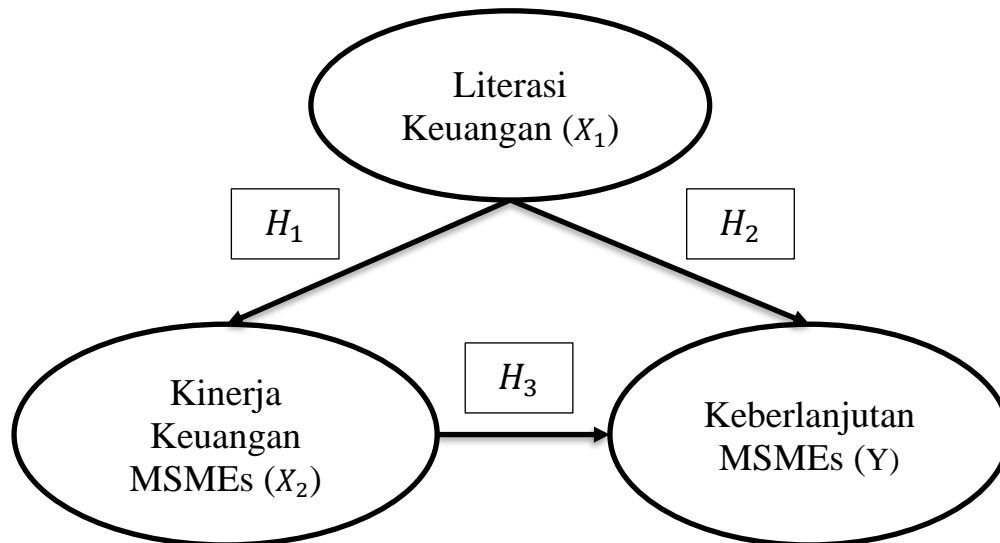 Literasi
Keuangan (X₁)
H₁
H₂
H₃
Kinerja
Keuangan
MSMEs (X₂)
Keberlanjutan
MSMEs (Y)